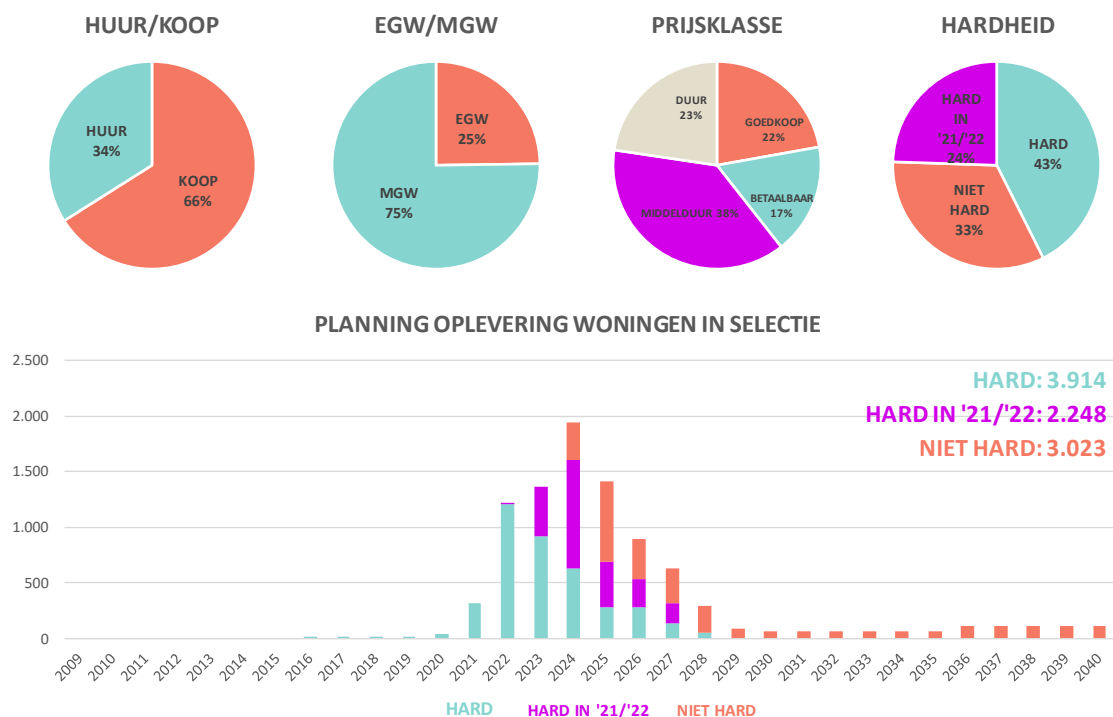 HUUR/KOOP
EGW/MGW
PRIJSKLASSE
HARDHEID
HUUR
34%
KOOP
66%
EGW
25%
MGW
75%
DUUR
23%
GOEDKOOP
22%
BETAALBAAR
17%
MIDDELDUUR 38%
HARD
IN
'21/'22
24%
HARD
43%
NIET
HARD
33%
PLANNING OPLEVERING WONINGEN IN SELECTIE
2.500
2.000
1.500
1.000
500
0
HARD: 3.914
HARD IN '21/'22: 2.248
NIET HARD: 3.023
2009
2010
2011
2012
2013
2014
2015
2016
2017
2018
2019
2020
2021
2022
2023
2024
2025
2026
2027
2028
2029
2030
2031
2032
2033
2034
2035
2036
2037
2038
2039
2040
HARD
HARD IN '21/'22
NIET HARD